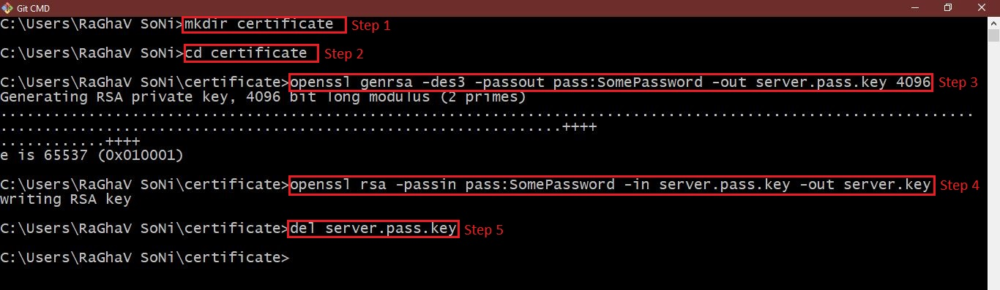 Git CMD
C:\Users\RaGhaV SoNi>mkdir certificate Step 1
C:\Users\RaGhaV SoNi>cd certificate Step 2
C:\Users\RaGhaV SoNi\certificate>openssl genrsa -des3 -passout pass:SomePassword -out server.pass.key 4096 Step 3
Generating RSA private key, 4096 bit long modulus (2 primes)
...............................................................................................................
................................................................++++
............++++
e is 65537 (0x010001)
C:\Users\RaGhaV SoNi\certificate>openssl rsa -passin pass:SomePassword -in server.pass.key -out server.key Step 4
writing RSA key
C:\Users\RaGhaV SoNi\certificate>del server.pass.key Step 5
C:\Users\RaGhaV SoNi\certificate>